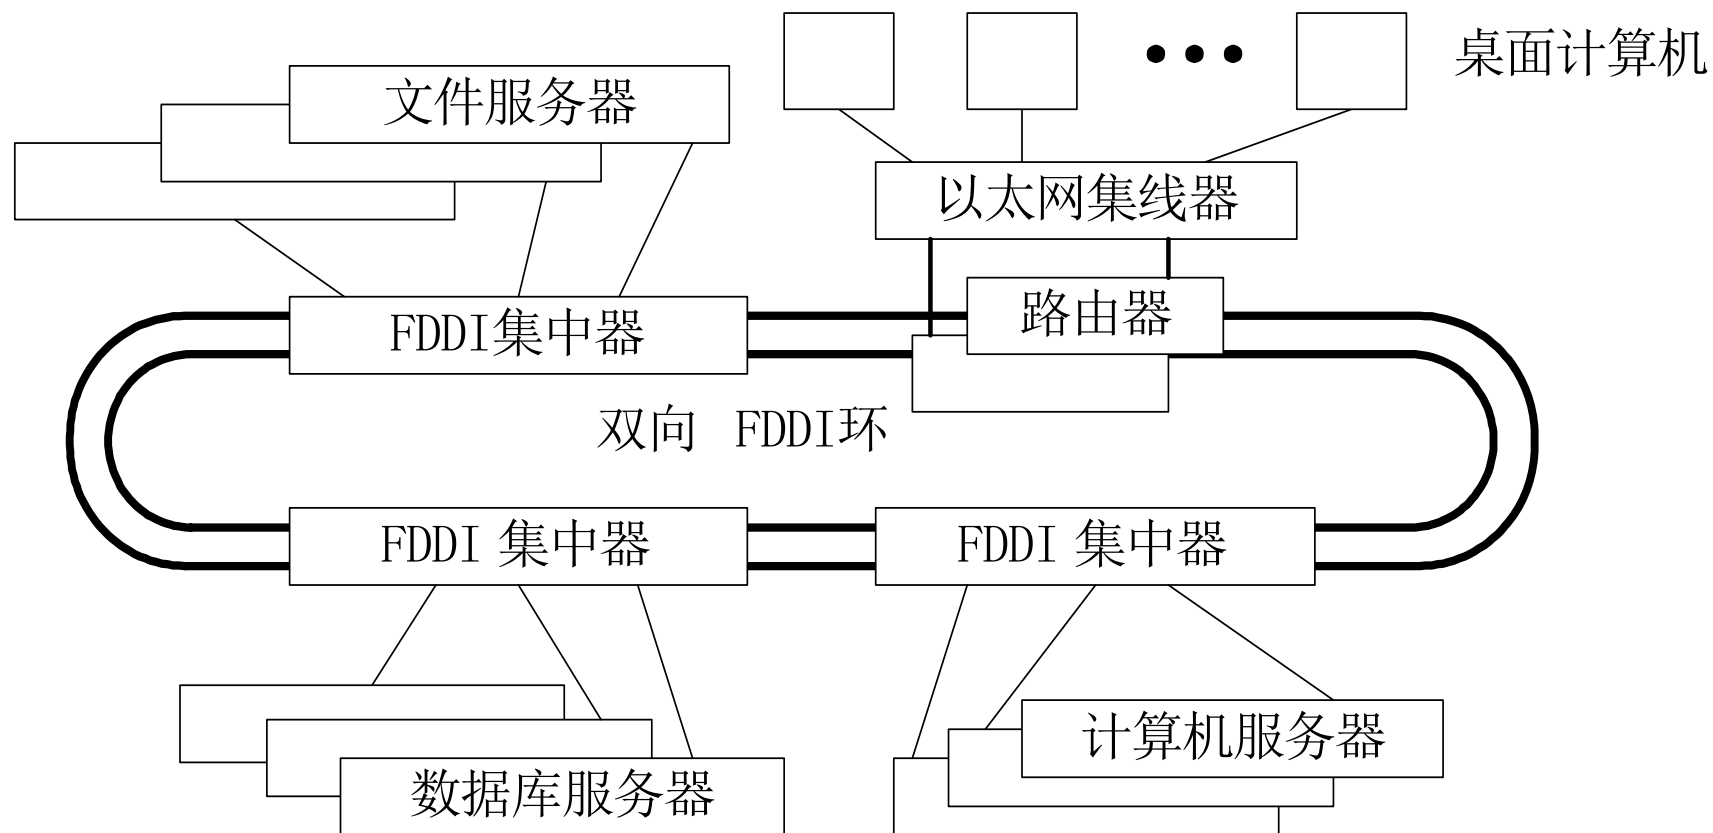 桌面计算机
文件服务器
以太网集线器
路由器
FDDI集中器
双向 FDDI环
FDDI 集中器
FDDI 集中器
计算机服务器
数据库服务器